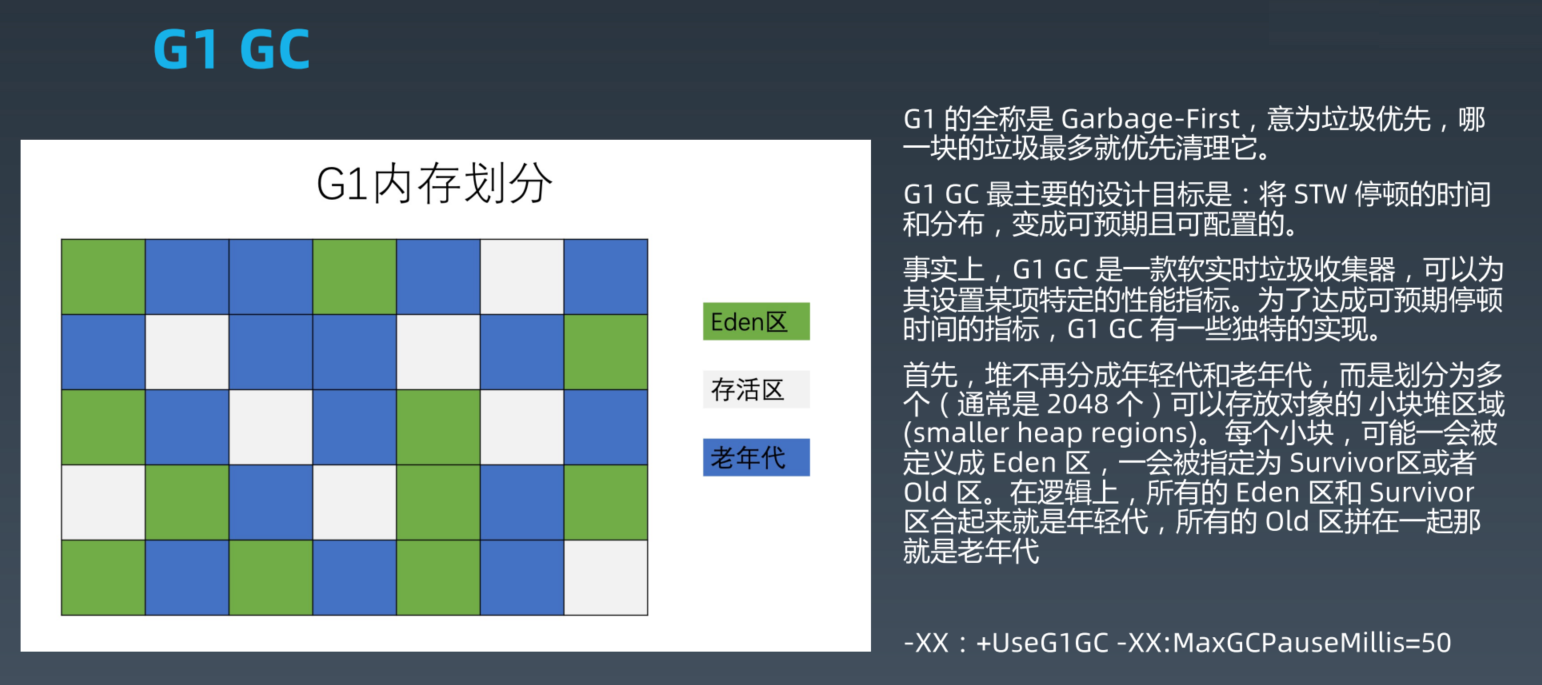 G1 GC
G1内存划分
Eden区
存活区
老年代
G1 的全称是 Garbage-First，意为垃圾优先，哪
一块的垃圾最多就优先清理它。
G1 GC 最主要的设计目标是：将 STW 停顿的时间
和分布，变成可预期且可配置的。
事实上，G1 GC 是一款软实时垃圾收集器，可以为
其设置某项特定的性能指标。为了达成可预期停顿
时间的指标，G1 GC 有一些独特的实现。
首先，堆不再分成年轻代和老年代，而是划分为多
个（通常是 2048 个）可以存放对象的 小块堆区域
(smaller heap regions)。每个小块，可能一会被
定义成 Eden 区，一会被指定为 Survivor区或者
Old 区。在逻辑上，所有的 Eden 区和 Survivor
区合起来就是年轻代，所有的 Old 区拼在一起那
就是老年代
-XX：+UseG1GC -XX:MaxGCPauseMillis=50